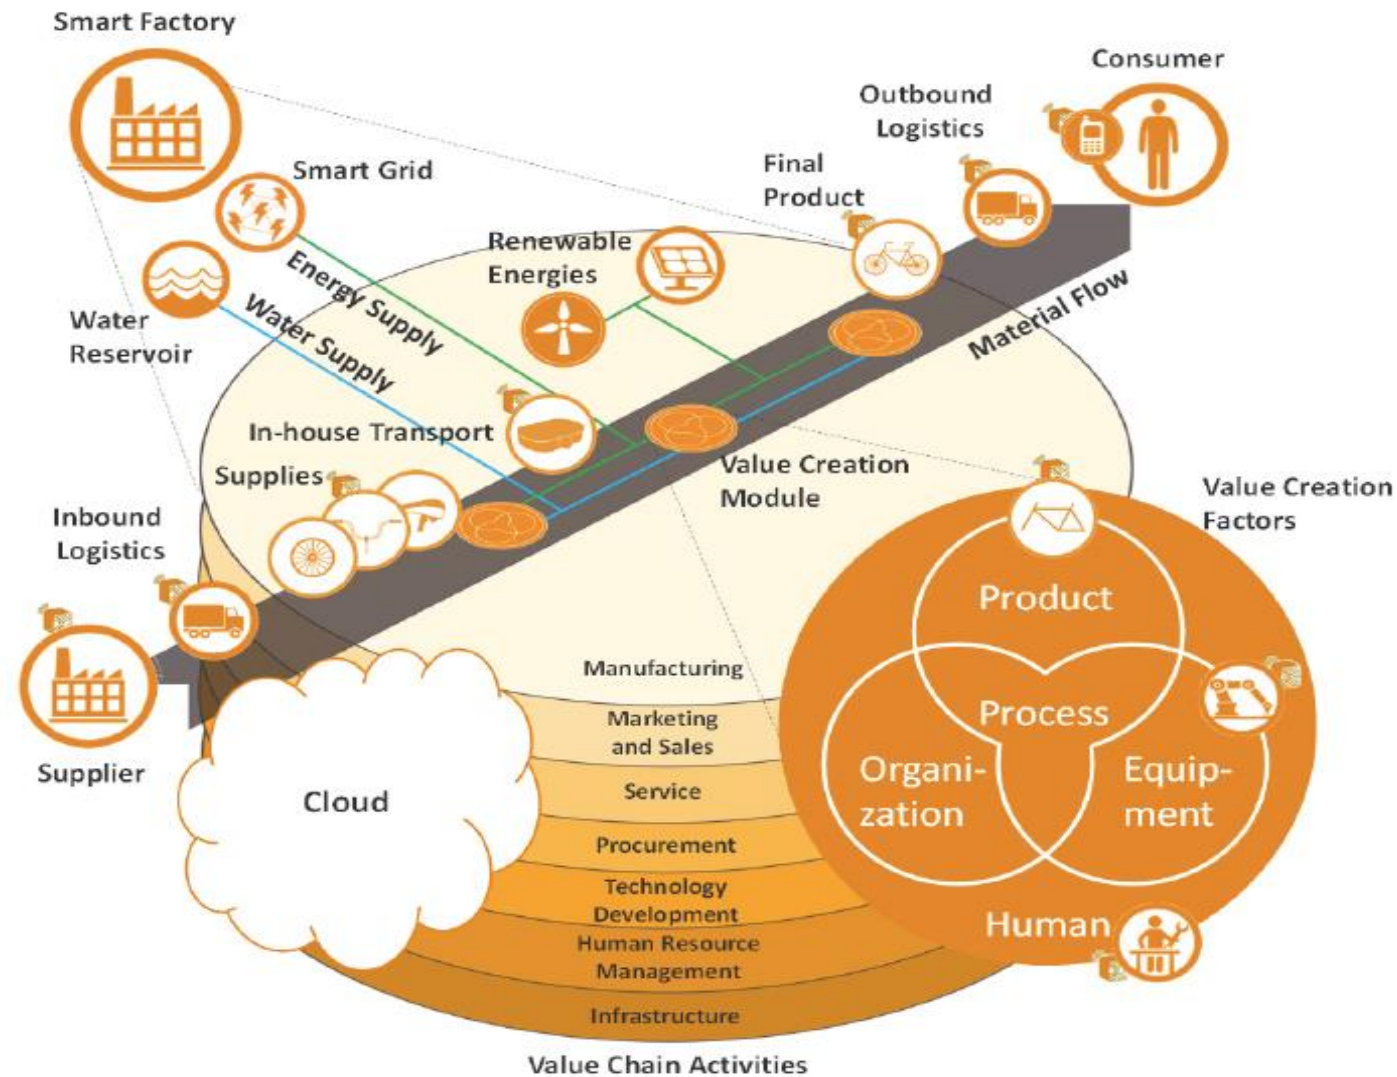 Smart Factory
Consumer
Outbound
Logistics
Final
Product
Smart Grid
Renewable
Energies
Energy Supply
Water Supply
Water
Reservoir
Material Flow
In-house Transport
Supplies
Value Creation
Module
Inbound
Logistics
Value Creation
Factors
Supplier
Cloud
Manufacturing
Marketing
and Sales
Service
Procurement
Technology
Development
Human Resource
Management
Infrastructure
Value Chain Activities
Product
Process
Organi-
zation
Equip-
ment
Human